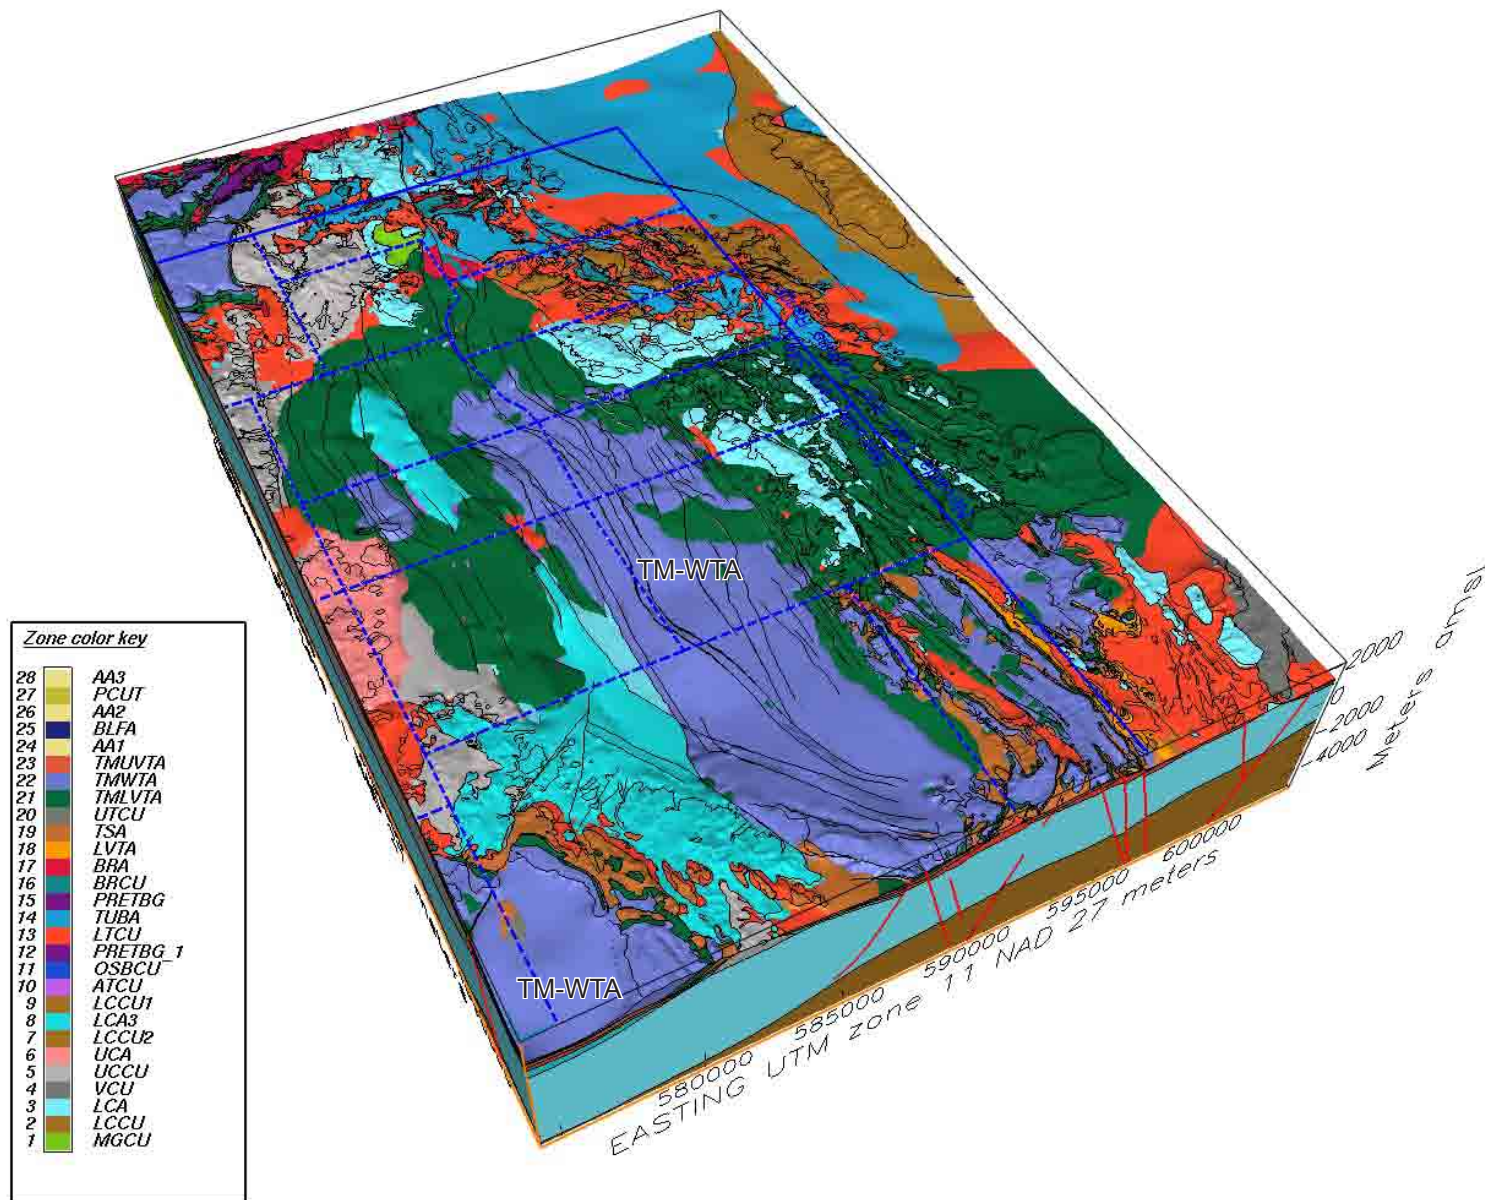 TM-WTA
TM-WTA
Zone color key
28 AA3
27 PCUT
26 AA2
25 BLFA
24 AA1
23 TMUVTA
22 TMWTA
21 TMLVTA
20 UTCU
19 TSA
18 LVTA
17 BRA
16 BRCU
15 PRETBG
14 TUBA
13 LTCU
12 PRETBG_1
11 OSBCU
10 ATCU
9 LCCU1
8 LCA3
7 LCCU2
6 UCA
5 UCCU
4 VCU
3 LCA
2 LCCU
1 MGCU
2000
0
-2000
-4000
Meters amsl
580000
585000
590000
595000
600000
EASTING UTM zone 11 NAD 27 meters